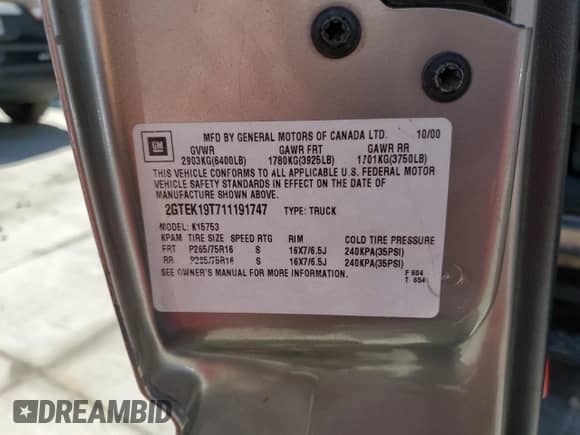 GM
MFD BY GENERAL MOTORS OF CANADA LTD. 10/00
GVWR GAWR FRT GAWR RR
2903KG(6400LB) 1780KG(3925LB) 1701KG(3750LB)
THIS VEHICLE CONFORMS TO ALL APPLICABLE U.S. FEDERAL MOTOR
VEHICLE SAFETY STANDARDS IN EFFECT ON THE DATE OF
MANUFACTURE SHOWN ABOVE.
2GTEK19T711191747 TYPE: TRUCK
MODEL: K15753
KPAM TIRE SIZE SPEED RTG RIM COLD TIRE PRESSURE
FRT P265/75R16 S 16X7/6.5J 240KPA(35PSI)
RR P265/75R16 S 16X7/6.5J 240KPA(35PSI)
SEE OWNER'S MANUAL FOR MORE INFORMATION.
F 604
T 654
DREAMBID